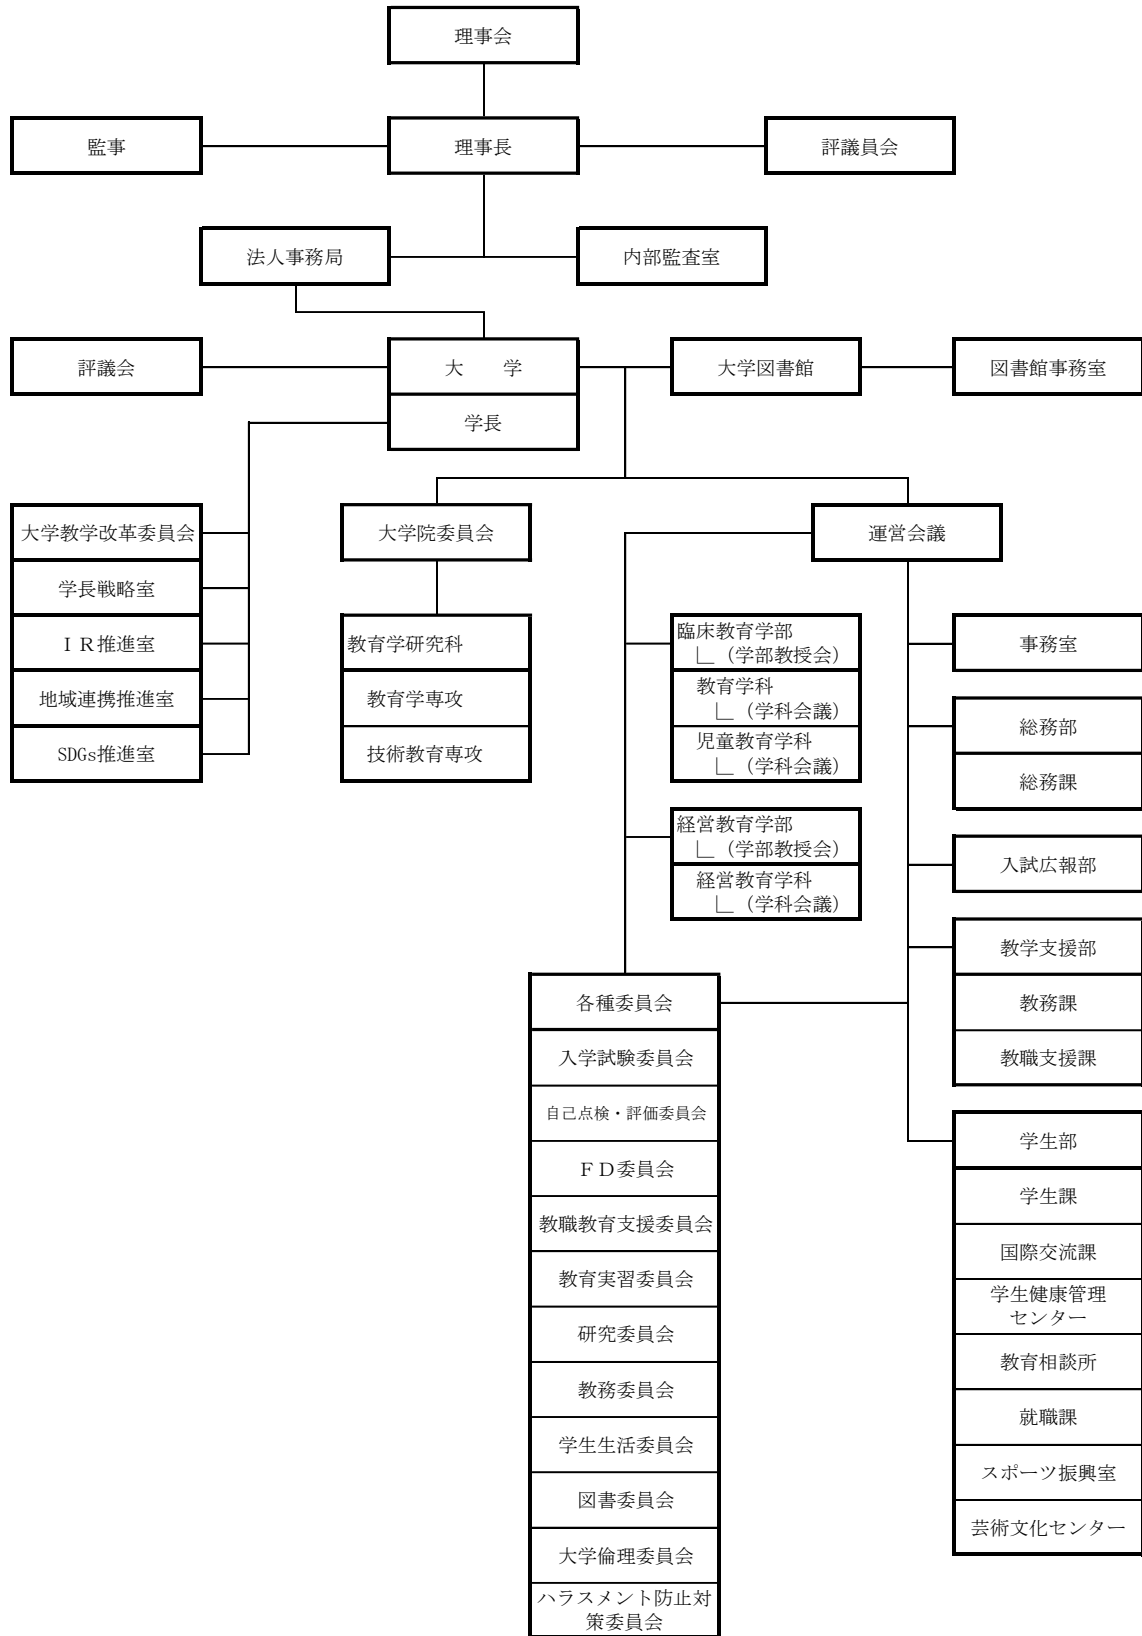 理事会
監事
理事長
評議員会
法人事務局
内部監査室
評議会
大　　学
大学図書館
図書館事務室
学長
大学教学改革委員会
学長戦略室
ＩＲ推進室
地域連携推進室
SDGs推進室
大学院委員会
教育学研究科
教育学専攻
技術教育専攻
運営会議
臨床教育学部
（学部教授会）
教育学科
（学科会議）
児童教育学科
（学科会議）
経営教育学部
（学部教授会）
経営教育学科
（学科会議）
各種委員会
入学試験委員会
自己点検・評価委員会
ＦＤ委員会
教職教育支援委員会
教育実習委員会
研究委員会
教務委員会
学生生活委員会
図書委員会
大学倫理委員会
ハラスメント防止対
策委員会
事務室
総務部
総務課
入試広報部
教学支援部
教務課
教職支援課
学生部
学生課
国際交流課
学生健康管理
センター
教育相談所
就職課
スポーツ振興室
芸術文化センター